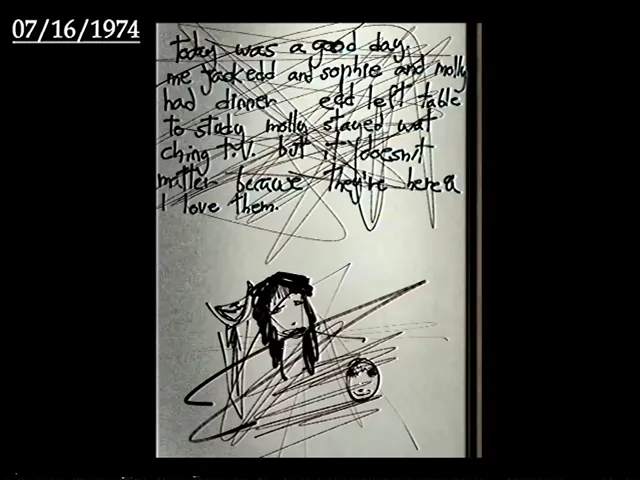 07/16/1974
today was a good day.
me jack edd and sophie and molly
had dinner edd left table
to study molly stayed wat
ching t.v. but it doesn't
matter because they're here &
I love them.